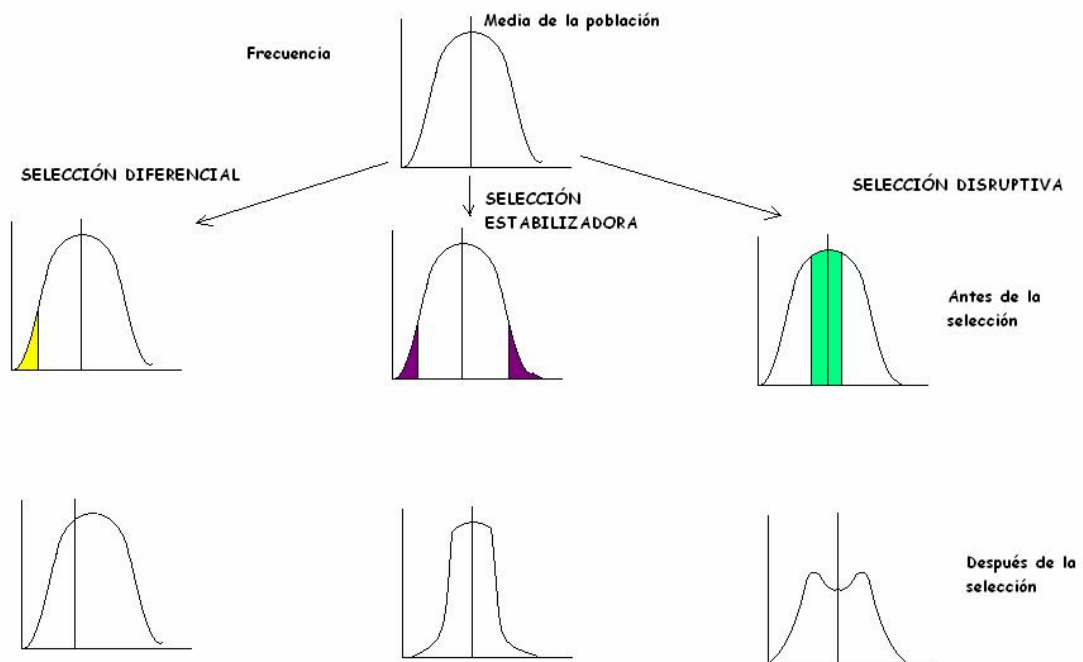 Media de la población
Frecuencia
SELECCIÓN DIFERENCIAL
SELECCIÓN
ESTABILIZADORA
SELECCIÓN DISRUPTIVA
Antes de la
selección
Después de la
selección